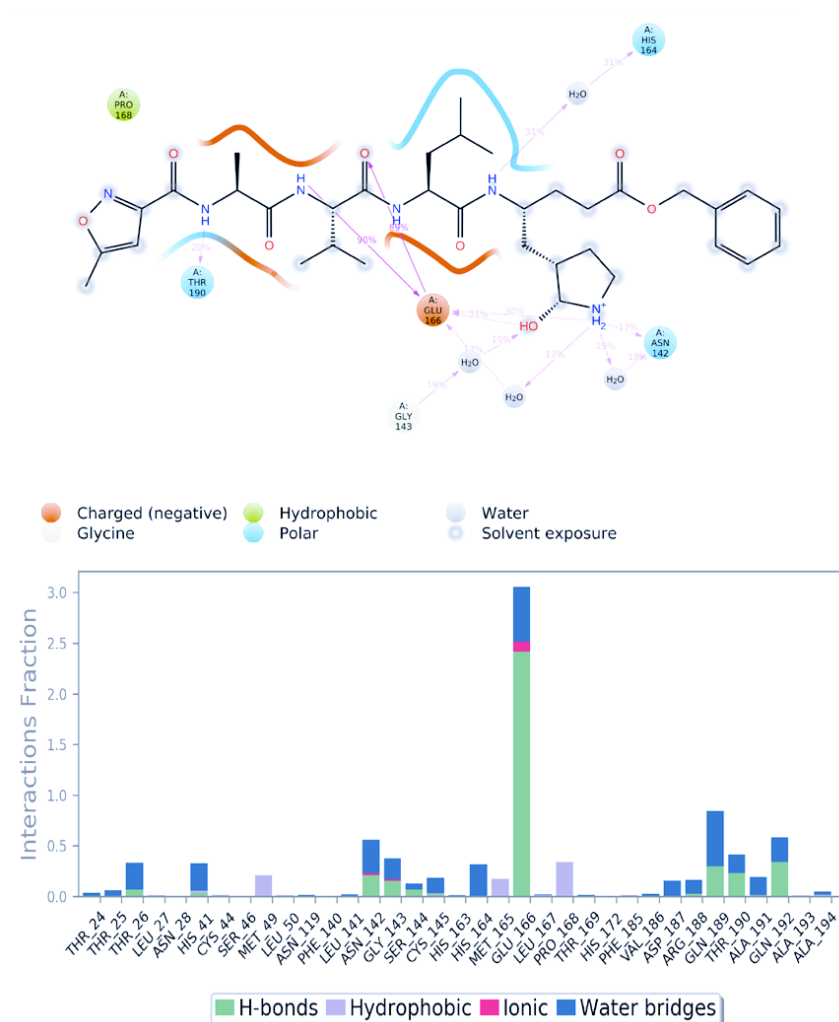 A:
HIS
164
31%
H₂O
31%
A:
PRO
168
O
O
O
H
N
H
N
N
O
N
H
O
N
H
O
O
O
20%
89%
90%
A:
THR
190
A:
GLU
166
31%
30%
HO
N⁺
H₂
17%
A:
ASN
142
19%
17%
19%
19%
H₂O
H₂O
H₂O
19%
A:
GLY
143
Charged (negative)
Hydrophobic
Water
Glycine
Polar
Solvent exposure
Interactions Fraction
3.0
2.5
2.0
1.5
1.0
0.5
0.0
THR_24
THR_25
THR_26
LEU_27
ASN_28
HIS_41
CYS_44
SER_46
MET_49
LEU_50
ASN_119
PHE_140
LEU_141
ASN_142
GLY_143
SER_144
CYS_145
HIS_163
HIS_164
MET_165
GLU_166
LEU_167
PRO_168
THR_169
HIS_172
PHE_185
VAL_186
ASP_187
ARG_188
GLN_189
THR_190
ALA_191
GLN_192
ALA_193
ALA_194
H-bonds Hydrophobic Ionic Water bridges